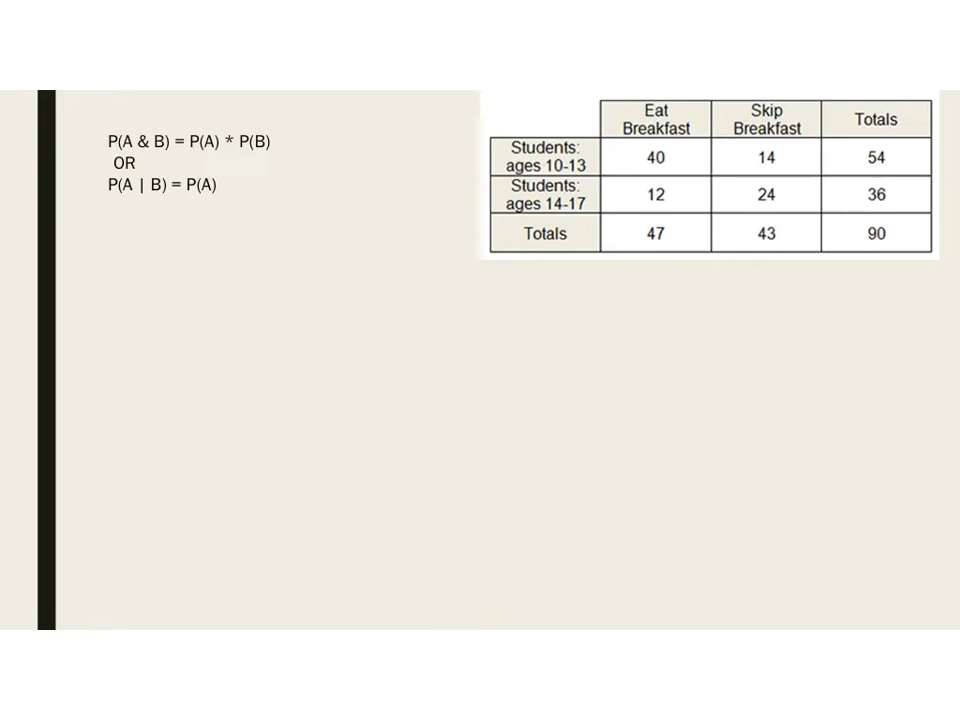 P(A & B) = P(A) * P(B)
OR
P(A | B) = P(A)
Eat Breakfast Skip Breakfast Totals
Students: ages 10-13 40 14 54
Students: ages 14-17 12 24 36
Totals 47 43 90